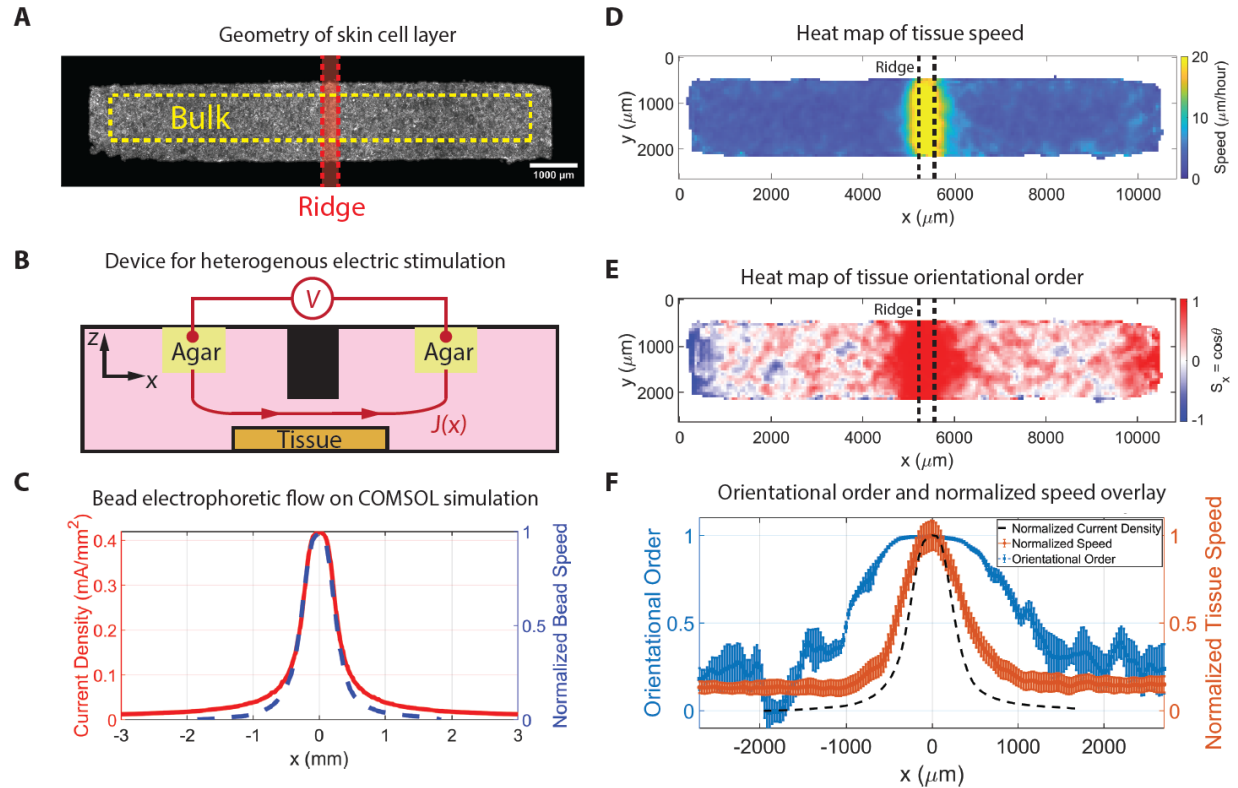 A
Geometry of skin cell layer
Bulk
1000 µm
Ridge
B
Device for heterogenous electric stimulation
V
Z
x
Agar
Agar
J(x)
Tissue
C
Bead electrophoretic flow on COMSOL simulation
Current Density (mA/mm²)
0.4
0.3
0.2
0.1
0
-3
-2
-1
0
1
2
3
x (mm)
1
0.5
0
Normalized Bead Speed
D
Heat map of tissue speed
Ridge
y (µm)
0
1000
2000
0
2000
4000
6000
8000
10000
x (µm)
20
10
0
Speed (µm/hour)
E
Heat map of tissue orientational order
Ridge
y (µm)
0
1000
2000
0
2000
4000
6000
8000
10000
x (µm)
1
0
-1
S_x = cosθ
F
Orientational order and normalized speed overlay
Normalized Current Density
Normalized Speed
Orientational Order
Orientational Order
1
0.5
0
-2000
-1000
0
1000
2000
x (µm)
1
0.5
0
Normalized Tissue Speed